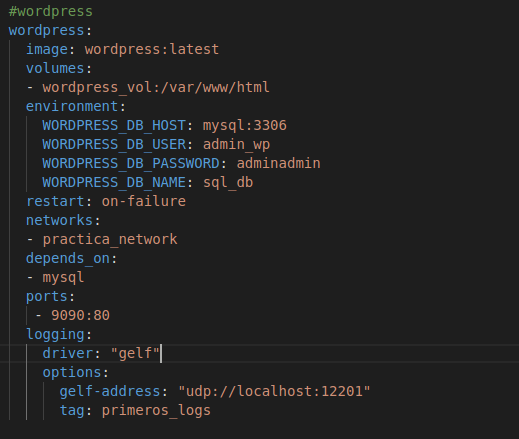 #wordpress
wordpress:
  image: wordpress:latest
  volumes:
  - wordpress_vol:/var/www/html
  environment:
    WORDPRESS_DB_HOST: mysql:3306
    WORDPRESS_DB_USER: admin_wp
    WORDPRESS_DB_PASSWORD: adminadmin
    WORDPRESS_DB_NAME: sql_db
  restart: on-failure
  networks:
  - practica_network
  depends_on:
  - mysql
  ports:
   - 9090:80
  logging:
    driver: "gelf"
    options:
      gelf-address: "udp://localhost:12201"
      tag: primeros_logs